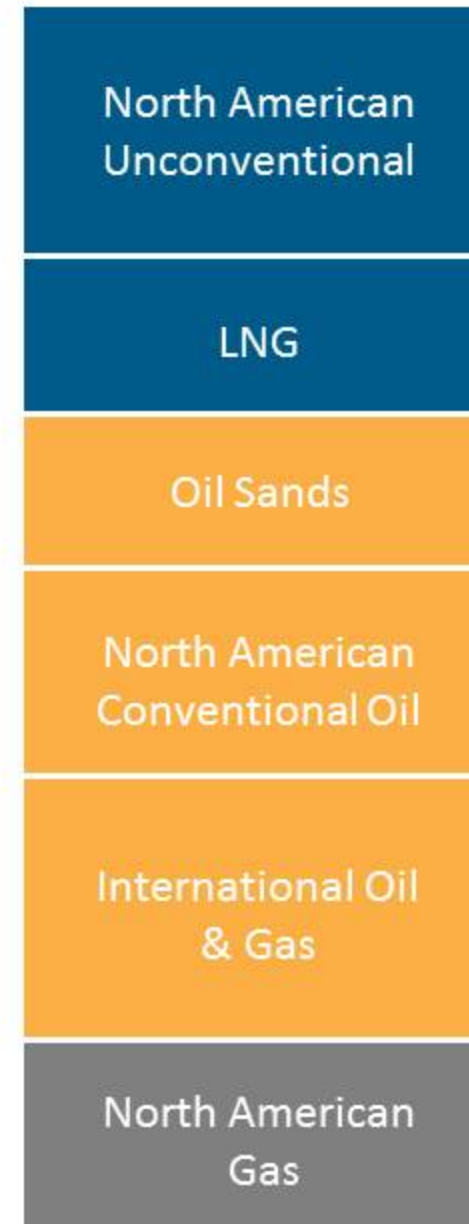 North American
Unconventional
LNG
Oil Sands
North American
Conventional Oil
International Oil
& Gas
North American
Gas